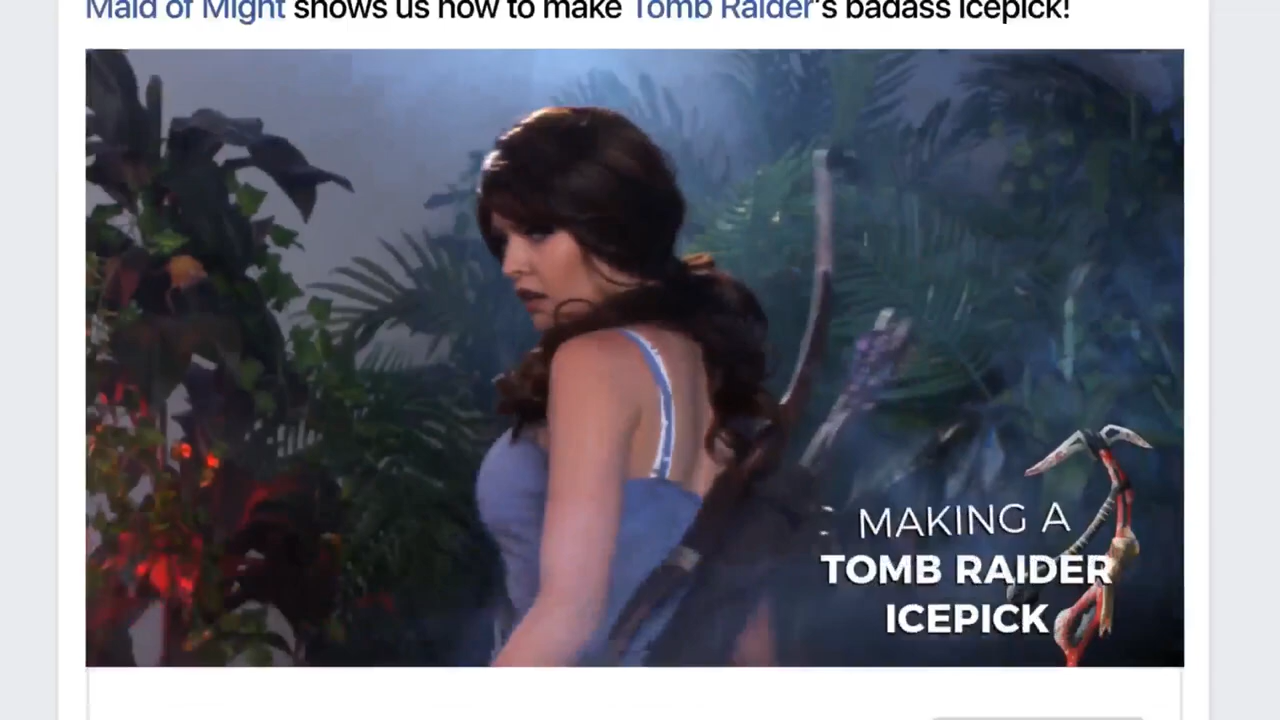 Maid of Might shows us how to make Tomb Raider's badass icepick!
MAKING A
TOMB RAIDER
ICEPICK